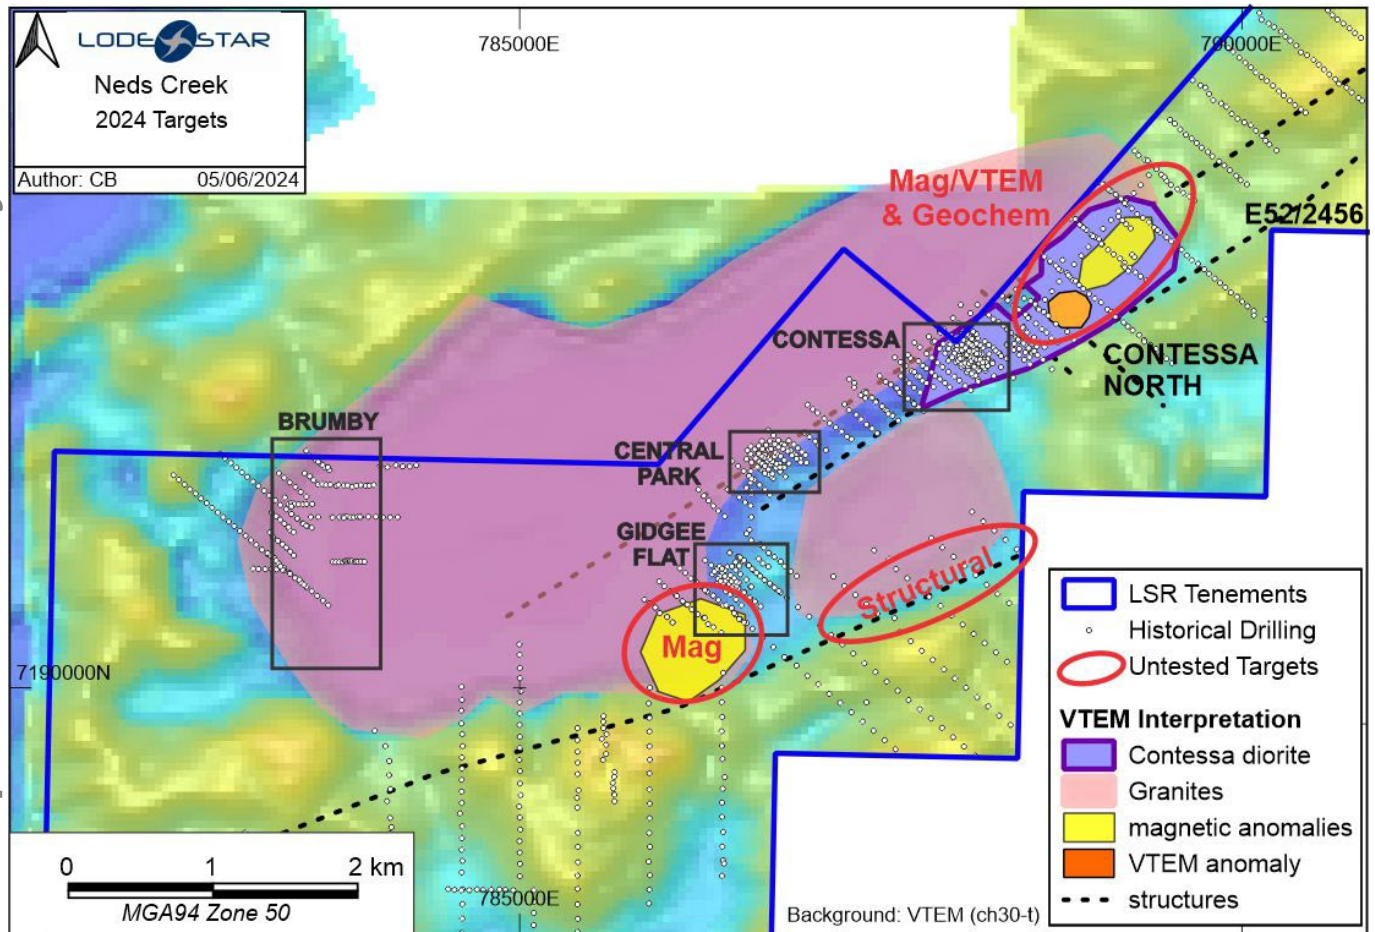 LODESTAR
Neds Creek
2024 Targets
Author: CB 05/06/2024
785000E
790000E
Mag/VTEM
& Geochem
E52/2456
CONTESSA
CONTESSA
NORTH
BRUMBY
CENTRAL
PARK
GIDGEE
FLAT
Structural
Mag
7190000N
LSR Tenements
Historical Drilling
Untested Targets
VTEM Interpretation
Contessa diorite
Granites
magnetic anomalies
VTEM anomaly
structures
0 1 2 km
MGA94 Zone 50
785000E
Background: VTEM (ch30-t)